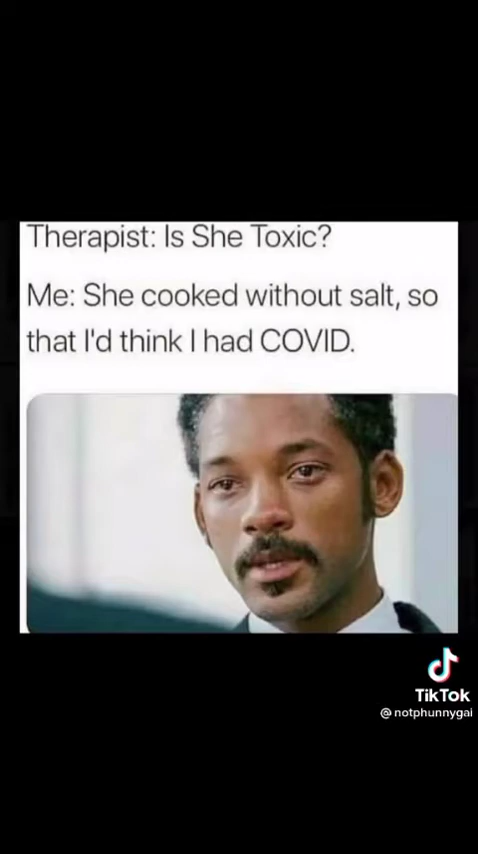 Therapist: Is She Toxic?
Me: She cooked without salt, so
that I'd think I had COVID.
TikTok
@notphunnygai